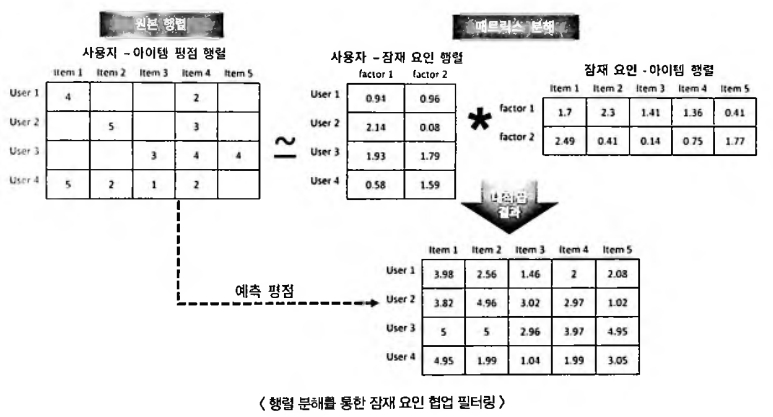 원본 행렬
매트릭스 분해
사용자 – 아이템 평점 행렬
Item 1 Item 2 Item 3 Item 4 Item 5
User 1 4 2
User 2 5 3
User 3 3 4 4
User 4 5 2 1 2
≃
사용자 – 잠재 요인 행렬
factor 1 factor 2
User 1 0.94 0.96
User 2 2.14 0.08
User 3 1.93 1.79
User 4 0.58 1.59
*
잠재 요인 - 아이템 행렬
Item 1 Item 2 Item 3 Item 4 Item 5
factor 1 1.7 2.3 1.41 1.36 0.41
factor 2 2.49 0.41 0.14 0.75 1.77
내적곱
결과
예측 평점
Item 1 Item 2 Item 3 Item 4 Item 5
User 1 3.98 2.56 1.46 2 2.08
User 2 3.82 4.96 3.02 2.97 1.02
User 3 5 5 2.96 3.97 4.95
User 4 4.95 1.99 1.04 1.99 3.05
〈 행렬 분해를 통한 잠재 요인 협업 필터링 〉